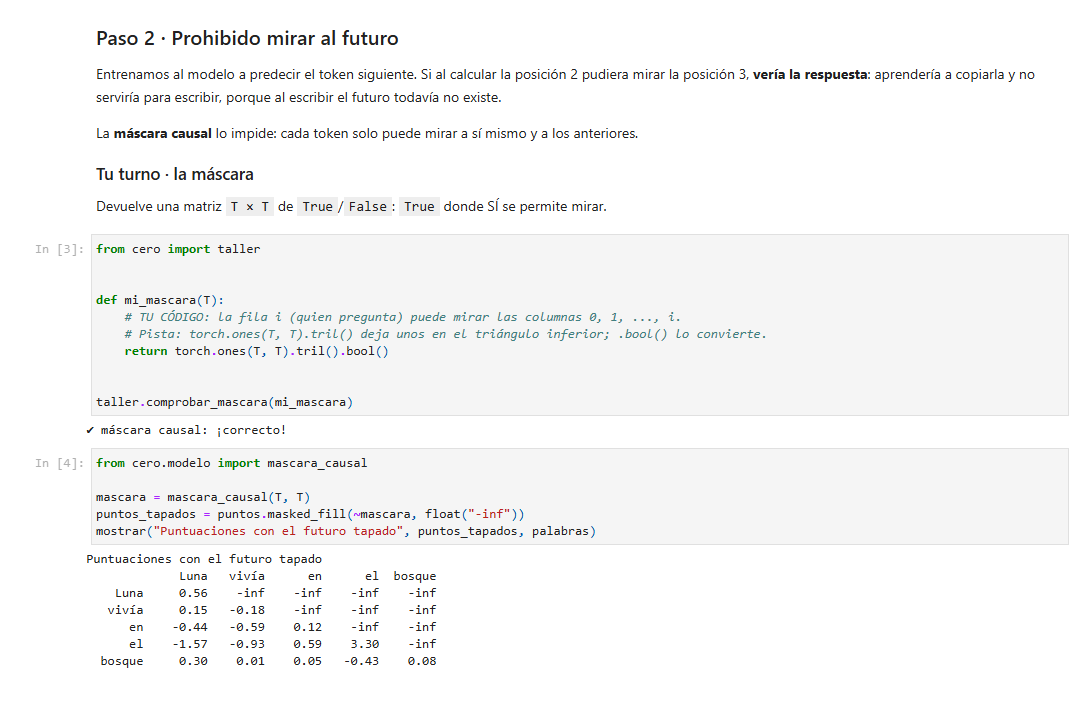 Paso 2 · Prohibido mirar al futuro
Entrenamos al modelo a predecir el token siguiente. Si al calcular la posición 2 pudiera mirar la posición 3, vería la respuesta: aprendería a copiarla y no
serviría para escribir, porque al escribir el futuro todavía no existe.
La máscara causal lo impide: cada token solo puede mirar a sí mismo y a los anteriores.
Tu turno · la máscara
Devuelve una matriz T × T de True / False : True donde SÍ se permite mirar.
In [3]: from cero import taller
def mi_mascara(T):
    # TU CÓDIGO: la fila i (quien pregunta) puede mirar las columnas 0, 1, ..., i.
    # Pista: torch.ones(T, T).tril() deja unos en el triángulo inferior; .bool() lo convierte.
    return torch.ones(T, T).tril().bool()
taller.comprobar_mascara(mi_mascara)
✔ máscara causal: ¡correcto!
In [4]: from cero.modelo import mascara_causal
mascara = mascara_causal(T, T)
puntos_tapados = puntos.masked_fill(~mascara, float("-inf"))
mostrar("Puntuaciones con el futuro tapado", puntos_tapados, palabras)
Puntuaciones con el futuro tapado
Luna vivía en el bosque
Luna 0.56 -inf -inf -inf -inf
vivía 0.15 -0.18 -inf -inf -inf
en -0.44 -0.59 0.12 -inf -inf
el -1.57 -0.93 0.59 3.30 -inf
bosque 0.30 0.01 0.05 -0.43 0.08